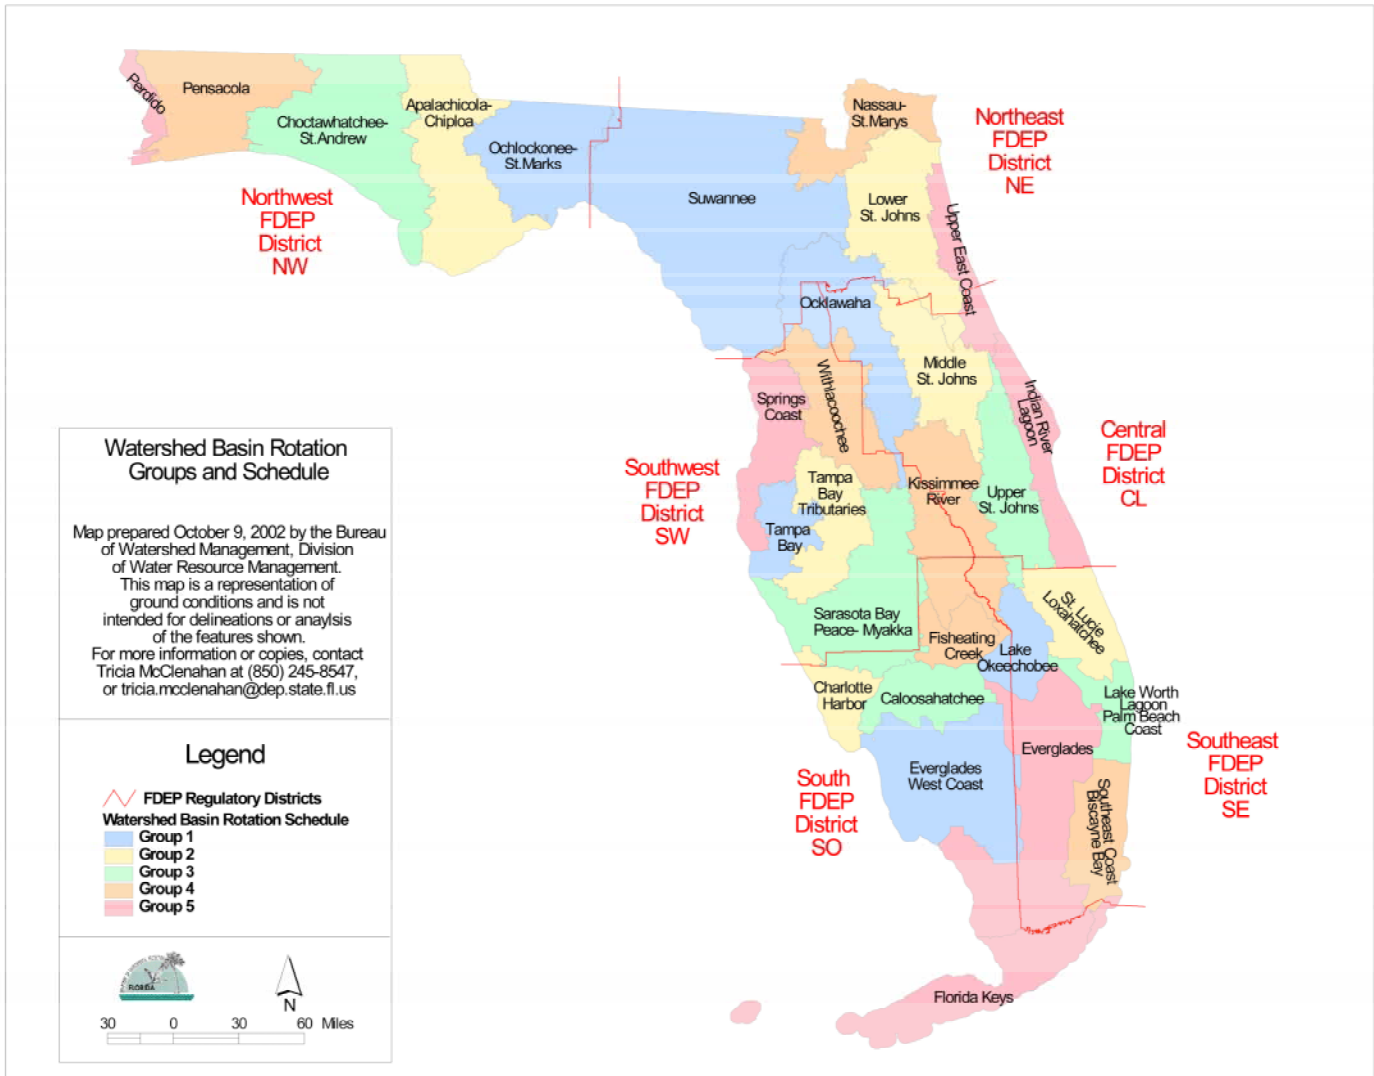 Perdido
Pensacola
Choctawhatchee-
St.Andrew
Apalachicola-
Chiploa
Ochlockonee-
St.Marks
Suwannee
Nassau-
St.Marys
Lower
St. Johns
Upper East Coast
Northeast
FDEP
District
NE
Northwest
FDEP
District
NW
Ocklawaha
Middle
St. Johns
Withlacoochee
Springs
Coast
Indian River
Lagoon
Central
FDEP
District
CL
Southwest
FDEP
District
SW
Tampa
Bay
Tributaries
Tampa
Bay
Kissimmee
River
Upper
St. Johns
Sarasota Bay
Peace- Myakka
Fisheating
Creek
Lake
Okeechobee
St. Lucie
Loxahatchee
Charlotte
Harbor
Caloosahatchee
Lake Worth
Lagoon
Palm Beach
Coast
Everglades
Everglades
West Coast
Southeast Coast
Biscayne Bay
Southeast
FDEP
District
SE
South
FDEP
District
SO
Florida Keys
Watershed Basin Rotation
Groups and Schedule
Map prepared October 9, 2002 by the Bureau
of Watershed Management, Division
of Water Resource Management.
This map is a representation of
ground conditions and is not
intended for delineations or anaylsis
of the features shown.
For more information or copies, contact
Tricia McClenahan at (850) 245-8547,
or tricia.mcclenahan@dep.state.fl.us
Legend
FDEP Regulatory Districts
Watershed Basin Rotation Schedule
Group 1
Group 2
Group 3
Group 4
Group 5
FLORIDA
N
30 0 30 60 Miles